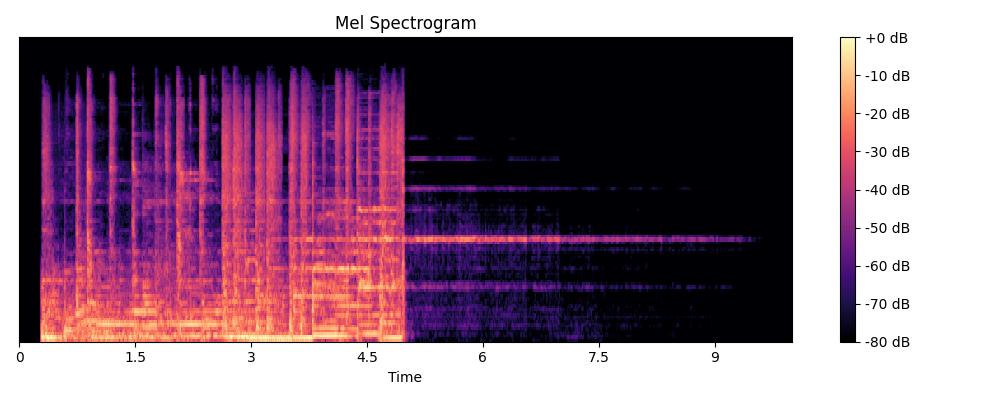 Mel Spectrogram
+0 dB
-10 dB
-20 dB
-30 dB
-40 dB
-50 dB
-60 dB
-70 dB
-80 dB
0 1.5 3 4.5 6 7.5 9
Time